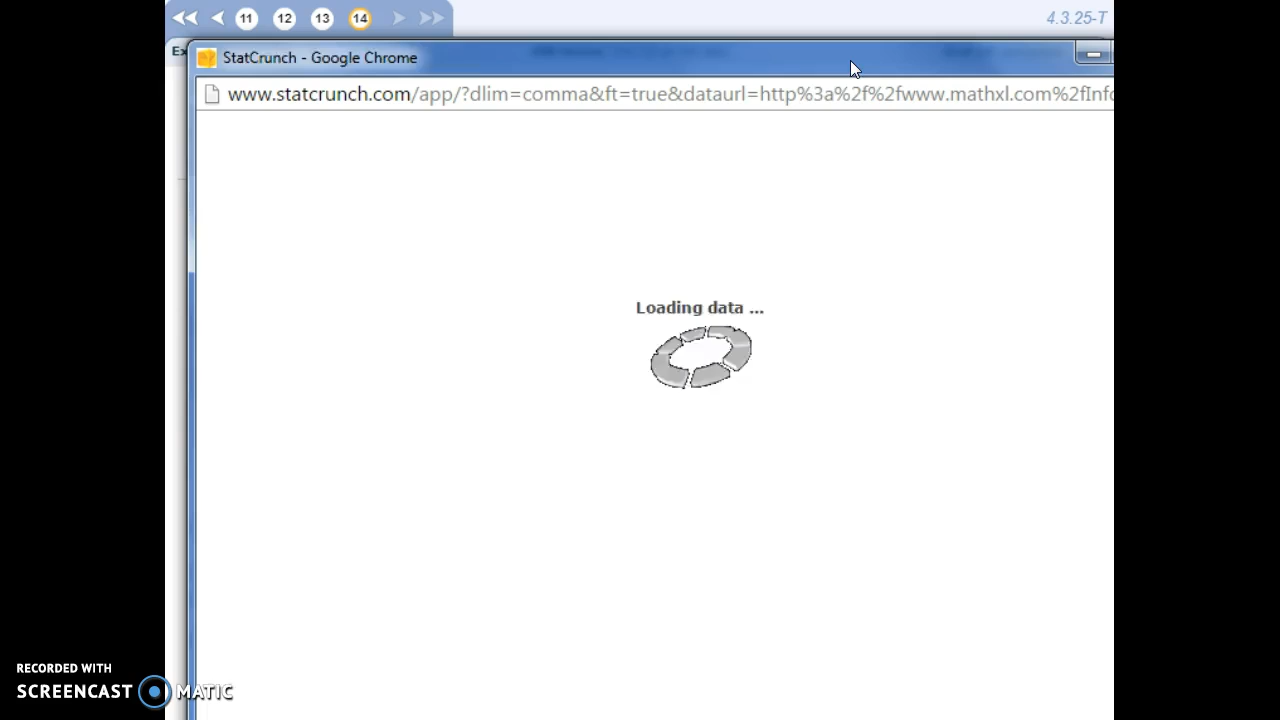 11 12 13 14
4.3.25-T
Ex
StatCrunch - Google Chrome
www.statcrunch.com/app/?dlim=comma&ft=true&dataurl=http%3a%2f%2fwww.mathxl.com%2fInfo
Loading data ...
RECORDED WITH
SCREENCAST MATIC